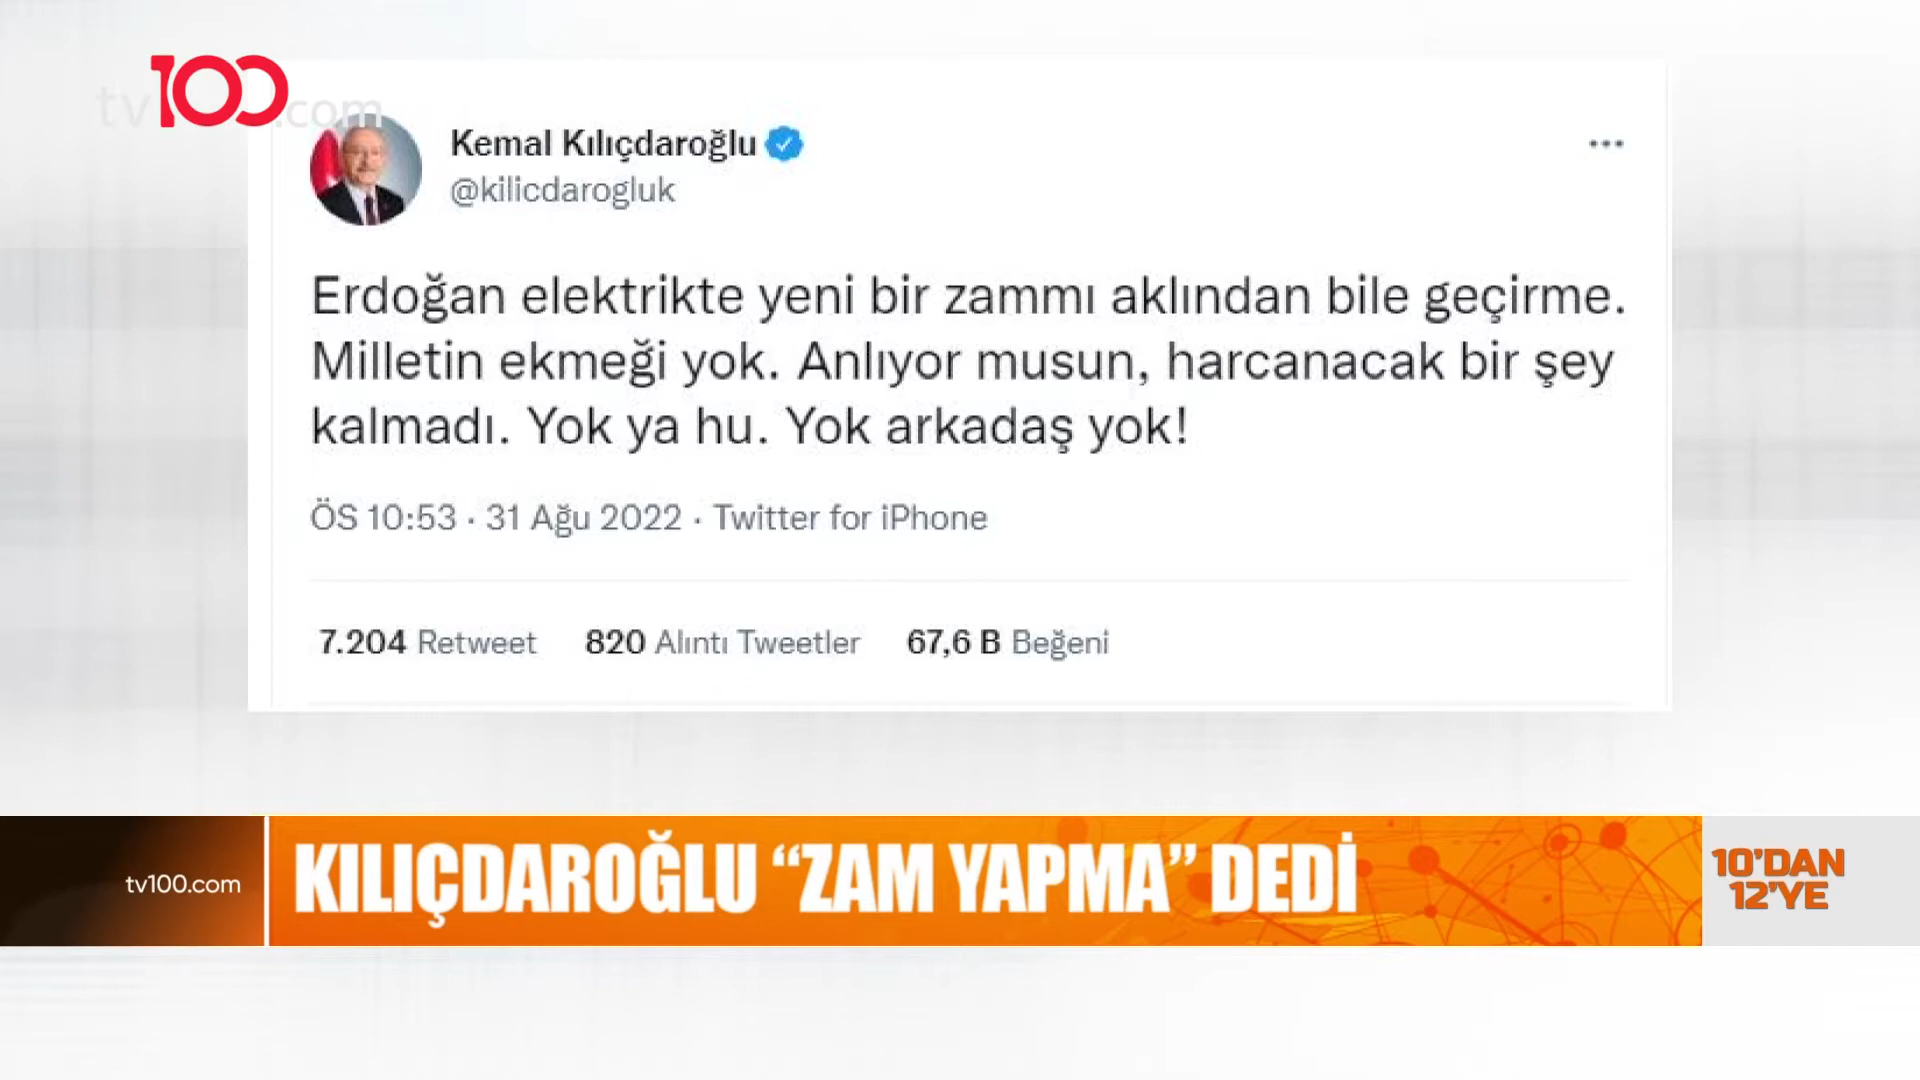 tv100.com
Kemal Kılıçdaroğlu
@kilicdarogluk
Erdoğan elektrikte yeni bir zammı aklından bile geçirme.
Milletin ekmeği yok. Anlıyor musun, harcanacak bir şey
kalmadı. Yok ya hu. Yok arkadaş yok!
ÖS 10:53 · 31 Ağu 2022 · Twitter for iPhone
7.204 Retweet 820 Alıntı Tweetler 67,6 B Beğeni
tv100.com
KILIÇDAROĞLU “ZAM YAPMA” DEDİ
10'DAN
12'YE